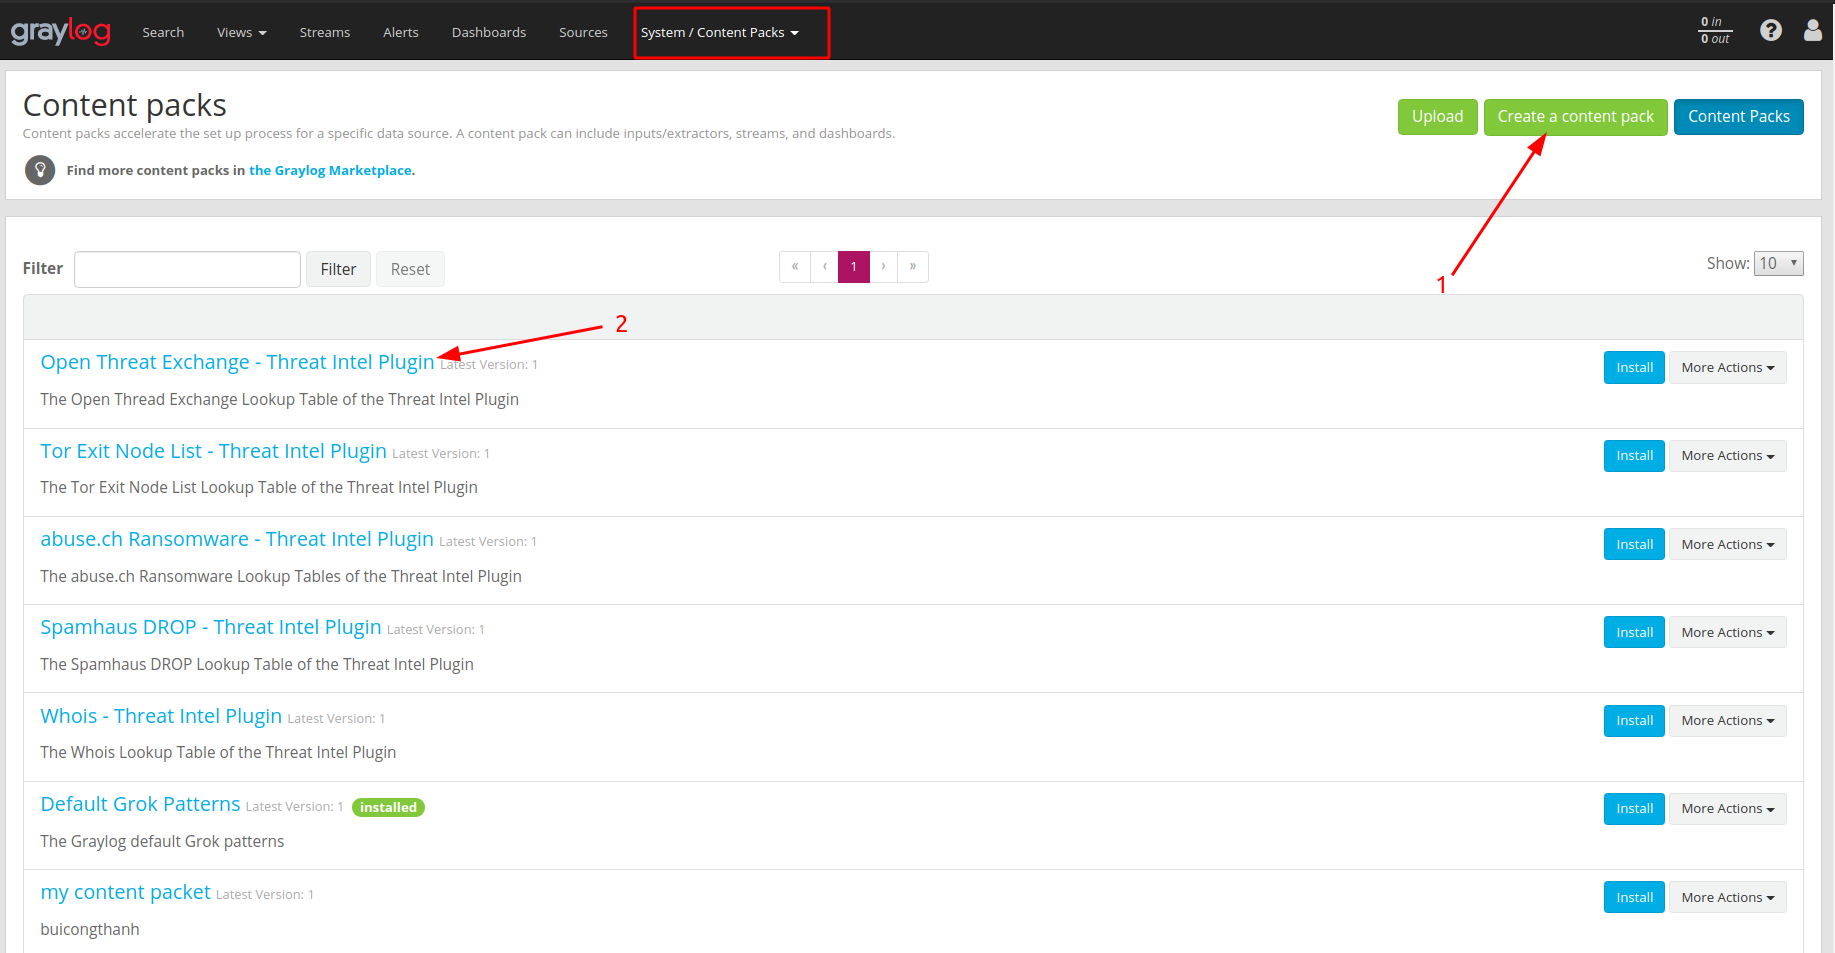 graylog Search Views Streams Alerts Dashboards Sources System / Content Packs 0 in
0 out
Content packs
Content packs accelerate the set up process for a specific data source. A content pack can include inputs/extractors, streams, and dashboards.
Upload Create a content pack Content Packs
Find more content packs in the Graylog Marketplace.
1
Filter Filter Reset « ‹ 1 › » Show: 10
2
Open Threat Exchange - Threat Intel Plugin Latest Version: 1 Install More Actions
The Open Thread Exchange Lookup Table of the Threat Intel Plugin
Tor Exit Node List - Threat Intel Plugin Latest Version: 1 Install More Actions
The Tor Exit Node List Lookup Table of the Threat Intel Plugin
abuse.ch Ransomware - Threat Intel Plugin Latest Version: 1 Install More Actions
The abuse.ch Ransomware Lookup Tables of the Threat Intel Plugin
Spamhaus DROP - Threat Intel Plugin Latest Version: 1 Install More Actions
The Spamhaus DROP Lookup Table of the Threat Intel Plugin
Whois - Threat Intel Plugin Latest Version: 1 Install More Actions
The Whois Lookup Table of the Threat Intel Plugin
Default Grok Patterns Latest Version: 1 installed Install More Actions
The Graylog default Grok patterns
my content packet Latest Version: 1 Install More Actions
buicongthanh